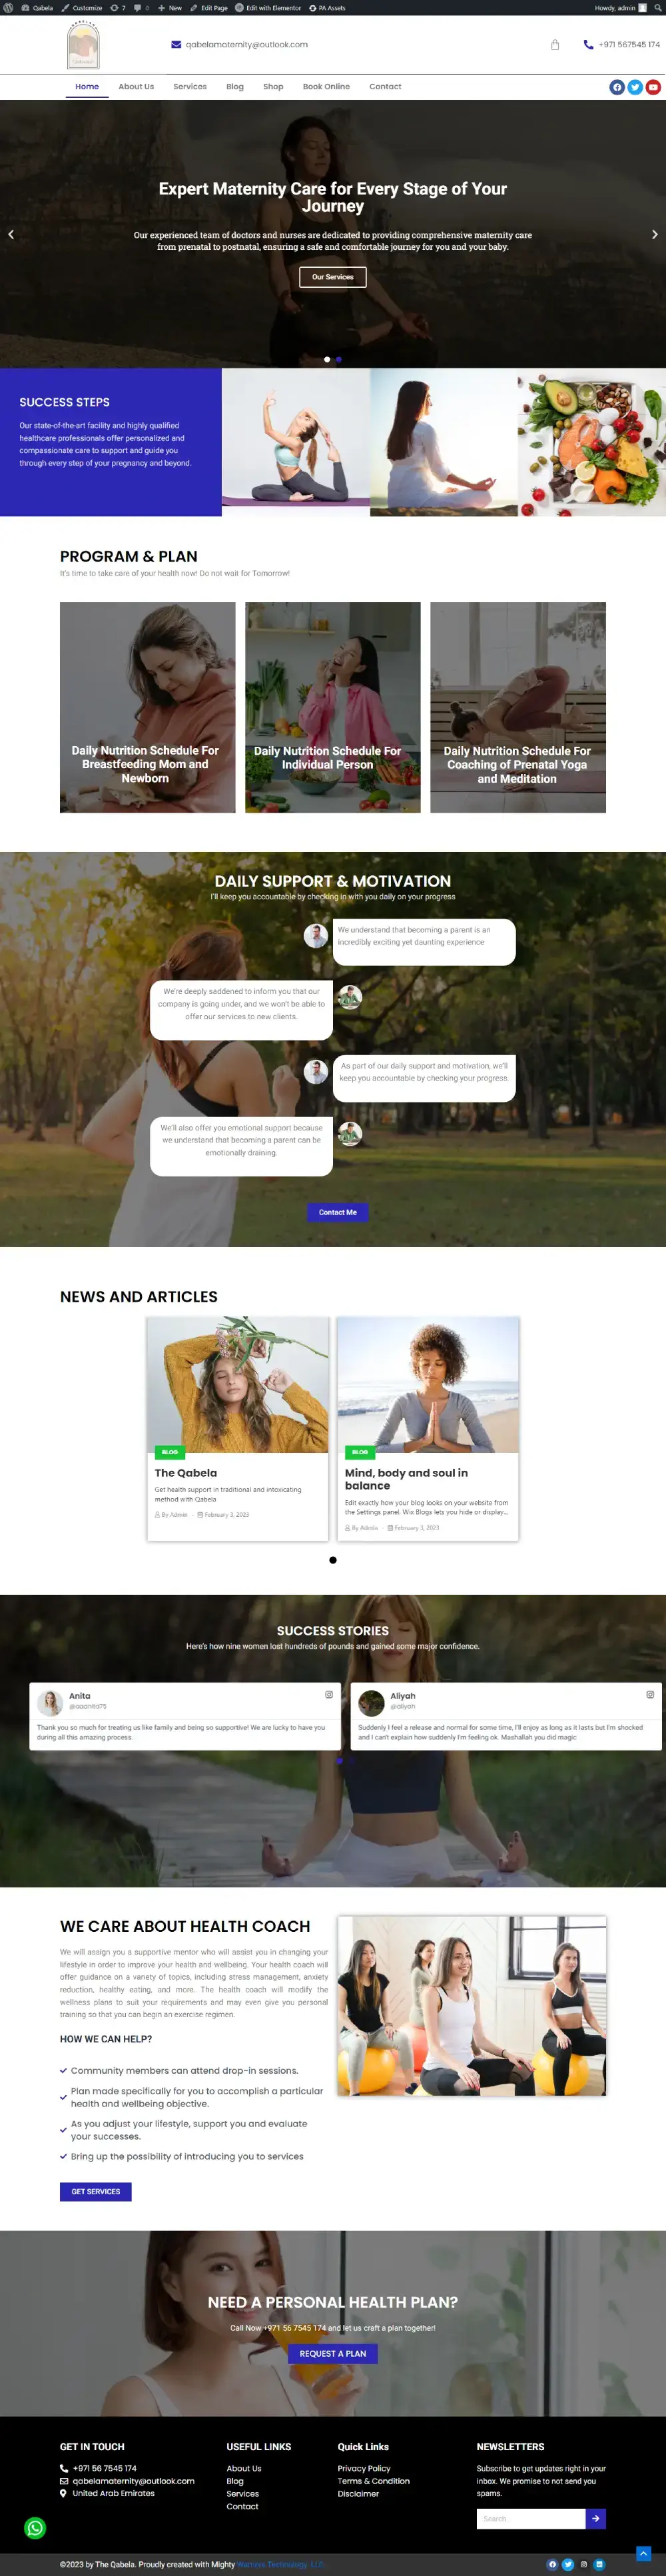 Qabela
Customize
7
0
New
Edit Page
Edit with Elementor
PA Assets
Howdy, admin
qabelamaternity@outlook.com
+971 567545 174
Home
About Us
Services
Blog
Shop
Book Online
Contact
Expert Maternity Care for Every Stage of Your
Journey
Our experienced team of doctors and nurses are dedicated to providing comprehensive maternity care
from prenatal to postnatal, ensuring a safe and comfortable journey for you and your baby.
Our Services
SUCCESS STEPS
Our state-of-the-art facility and highly qualified
healthcare professionals offer personalized and
compassionate care to support and guide you
through every step of your pregnancy and beyond.
PROGRAM & PLAN
It's time to take care of your health now! Do not wait for Tomorrow!
Daily Nutrition Schedule For
Breastfeeding Mom and
Newborn
Daily Nutrition Schedule For
Individual Person
Daily Nutrition Schedule For
Coaching of Prenatal Yoga
and Meditation
DAILY SUPPORT & MOTIVATION
I'll keep you accountable by checking in with you daily on your progress
We understand that becoming a parent is an
incredibly exciting yet daunting experience
We're deeply saddened to inform you that our
company is going under, and we won't be able to
offer our services to new clients.
As part of our daily support and motivation, we'll
keep you accountable by checking your progress.
We'll also offer you emotional support because
we understand that becoming a parent can be
emotionally draining.
Contact Me
NEWS AND ARTICLES
BLOG
The Qabela
Get health support in traditional and intoxicating
method with Qabela
By Admin - February 3, 2023
BLOG
Mind, body and soul in
balance
Edit exactly how your blog looks on your website from
the Settings panel. Wix Blogs lets you hide or display...
By Admin - February 3, 2023
SUCCESS STORIES
Here's how nine women lost hundreds of pounds and gained some major confidence.
Anita
@aaanita75
Thank you so much for treating us like family and being so supportive! We are lucky to have you
during all this amazing process.
Aliyah
@aliyah
Suddenly I feel a release and normal for some time, I'll enjoy as long as it lasts but I'm shocked
and I can't explain how suddenly I'm feeling ok. Mashallah you did magic
WE CARE ABOUT HEALTH COACH
We will assign you a supportive mentor who will assist you in changing your
lifestyle in order to improve your health and wellbeing. Your health coach will
offer guidance on a variety of topics, including stress management, anxiety
reduction, healthy eating, and more. The health coach will modify the
wellness plans to suit your requirements and may even give you personal
training so that you can begin an exercise regimen.
HOW WE CAN HELP?
Community members can attend drop-in sessions.
Plan made specifically for you to accomplish a particular
health and wellbeing objective.
As you adjust your lifestyle, support you and evaluate
your successes.
Bring up the possibility of introducing you to services
GET SERVICES
NEED A PERSONAL HEALTH PLAN?
Call Now +971 56 7545 174 and let us craft a plan together!
REQUEST A PLAN
GET IN TOUCH
+971 56 7545 174
qabelamaternity@outlook.com
United Arab Emirates
USEFUL LINKS
About Us
Blog
Services
Contact
Quick Links
Privacy Policy
Terms & Condition
Disclaimer
NEWSLETTERS
Subscribe to get updates right in your
inbox. We promise to not send you
spams.
Search...
©2023 by The Qabela. Proudly created with Mighty Warriors Technology, LLC